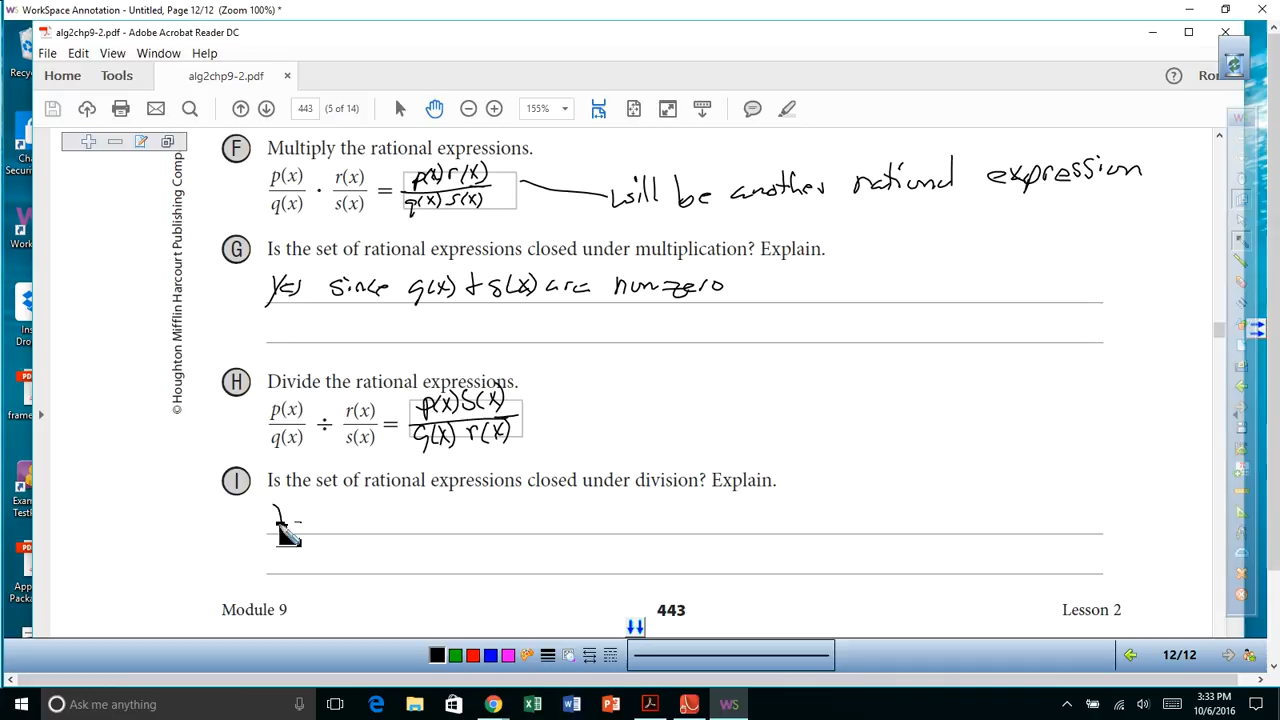 WorkSpace Annotation - Untitled, Page 12/12 (Zoom 100%) *
alg2chp9-2.pdf - Adobe Acrobat Reader DC
File Edit View Window Help
Home Tools alg2chp9-2.pdf × Ro
443 (5 of 14) 155%
F Multiply the rational expressions.
p(x)/q(x) · r(x)/s(x) = p(x) r(x)/q(x) s(x) will be another rational expression
G Is the set of rational expressions closed under multiplication? Explain.
Yes since q(x) + s(x) are nonzero
H Divide the rational expressions.
p(x)/q(x) ÷ r(x)/s(x) = p(x) s(x)/q(x) r(x)
I Is the set of rational expressions closed under division? Explain.
© Houghton Mifflin Harcourt Publishing Comp
Module 9 443 Lesson 2
12/12
Ask me anything
3:33 PM
10/6/2016